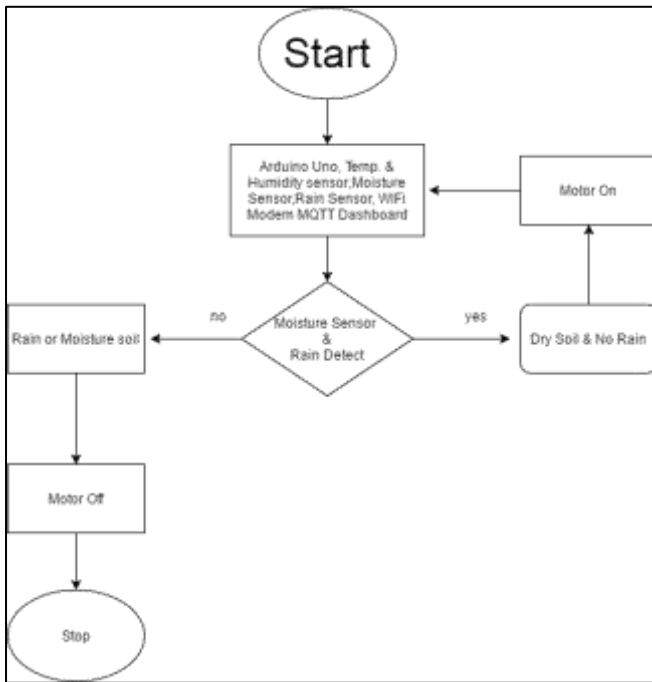 Start
Arduino Uno, Temp. &
Humidity sensor,Moisture
Sensor,Rain Sensor, WIFI
Modem MQTT Dashboard
Motor On
no
Moisture Sensor
&
Rain Detect
yes
Rain or Moisture soil
Dry Soil & No Rain
Motor Off
Stop